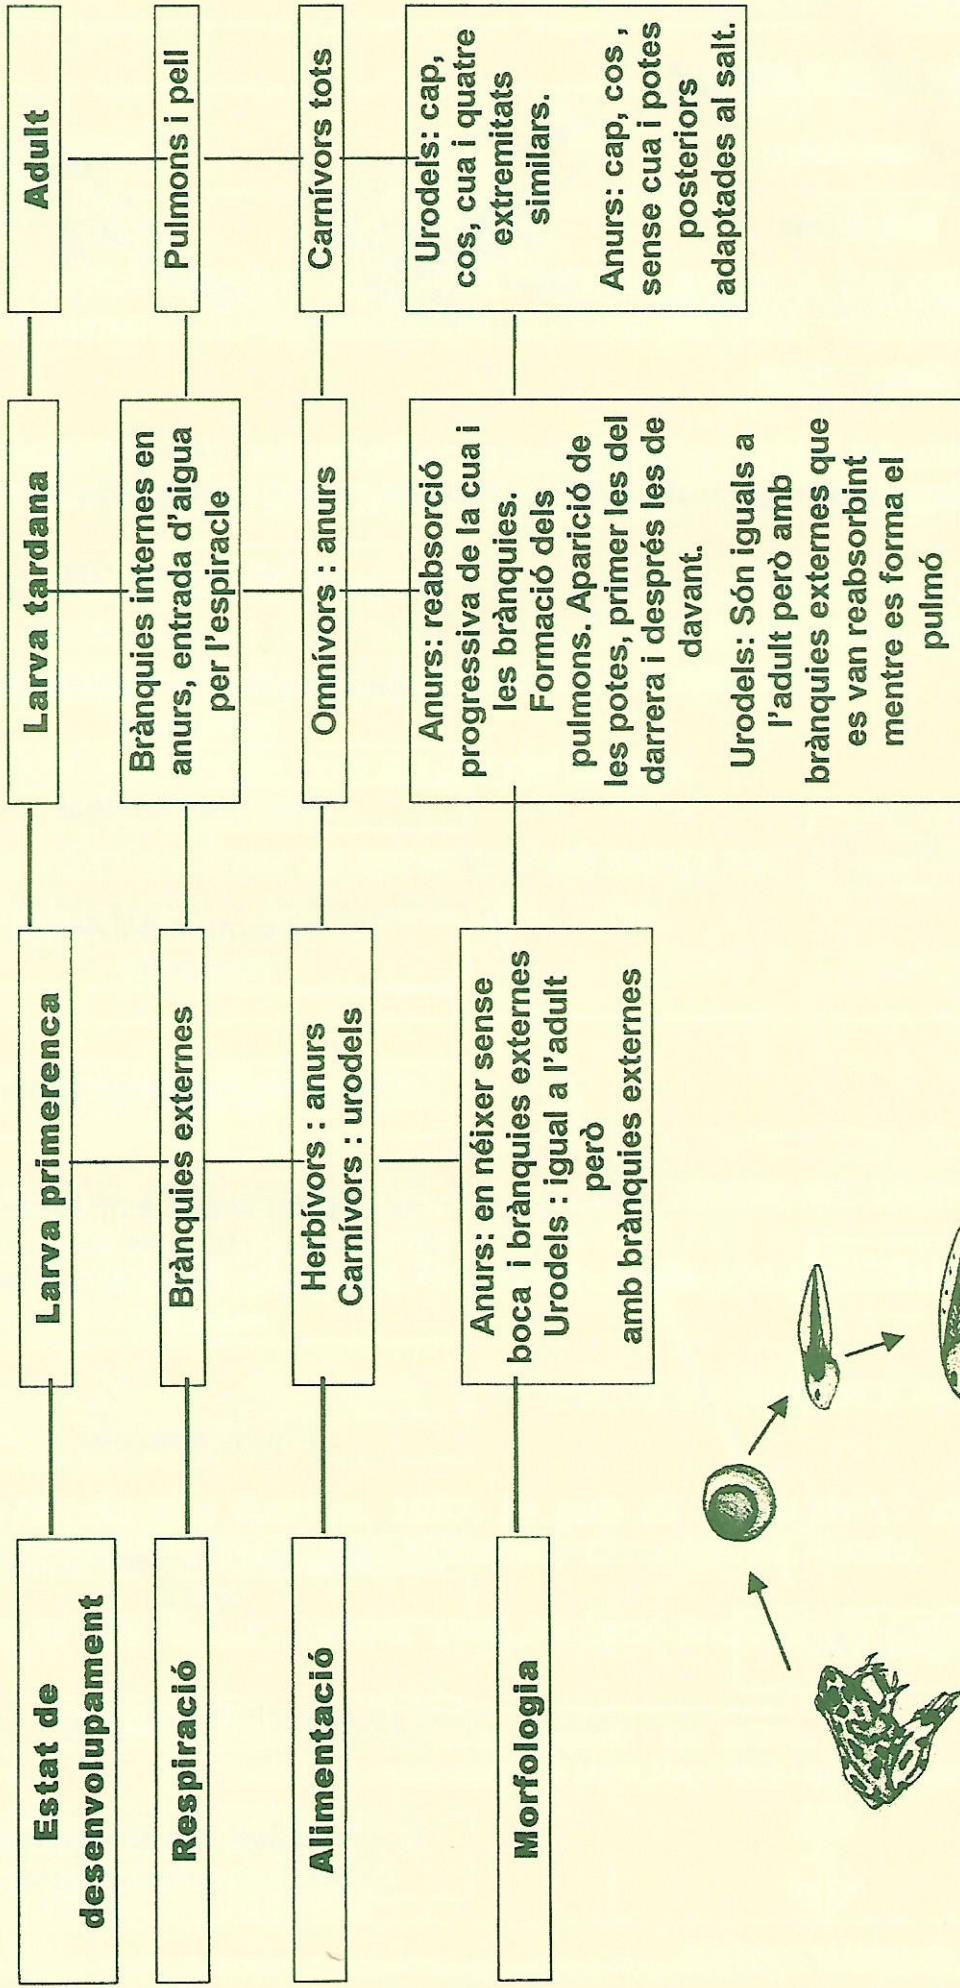 Estat de
desenvolupament
Larva primerenca
Larva tardana
Adult
Respiració
Brànquies externes
Brànquies internes en
anurs, entrada d'aigua
per l'espiracle
Pulmons i pell
Alimentació
Herbívors : anurs
Carnívors : urodels
Omnívors : anurs
Carnívors tots
Morfologia
Anurs: en néixer sense
boca i brànquies externes
Urodels : igual a l'adult
però
amb brànquies externes
Anurs: reabsorció
progressiva de la cua i
les brànquies.
Formació dels
pulmons. Aparició de
les potes, primer les del
darrera i després les de
davant.
Urodels: Són iguals a
l'adult però amb
brànquies externes que
es van reabsorbint
mentre es forma el
pulmó
Urodels: cap,
cos, cua i quatre
extremitats
similars.
Anurs: cap, cos ,
sense cua i potes
posteriors
adaptades al salt.